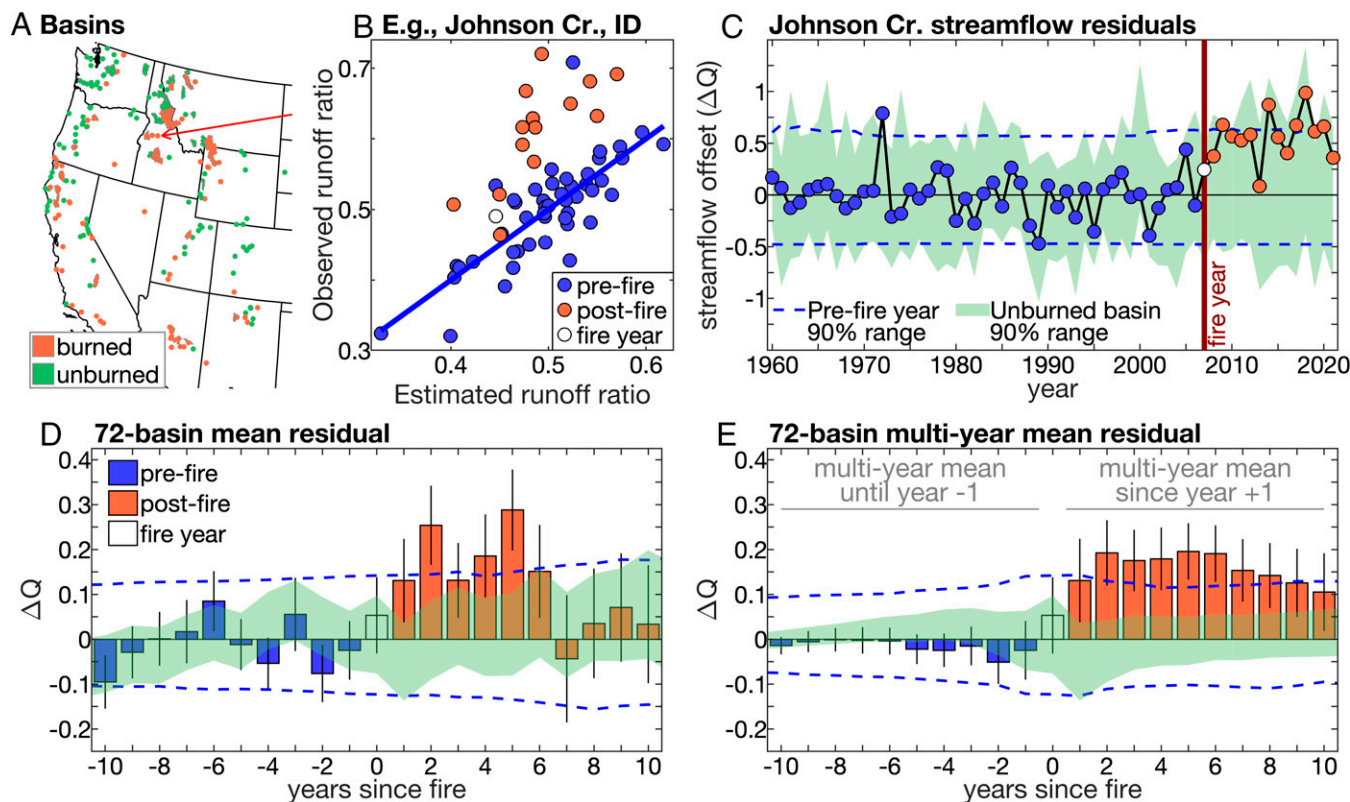 A Basins
burned
unburned
B E.g., Johnson Cr., ID
Observed runoff ratio
0.7
0.5
0.3
0.4 0.5 0.6
Estimated runoff ratio
pre-fire
post-fire
fire year
C Johnson Cr. streamflow residuals
streamflow offset (ΔQ)
1
0.5
0
-0.5
-1
Pre-fire year
90% range
Unburned basin
90% range
fire year
1960 1970 1980 1990 2000 2010 2020
year
D 72-basin mean residual
pre-fire
post-fire
fire year
ΔQ
0.4
0.3
0.2
0.1
0
-0.1
-0.2
-10 -8 -6 -4 -2 0 2 4 6 8 10
years since fire
E 72-basin multi-year mean residual
multi-year mean
until year -1
multi-year mean
since year +1
ΔQ
0.4
0.3
0.2
0.1
0
-0.1
-0.2
-10 -8 -6 -4 -2 0 2 4 6 8 10
years since fire